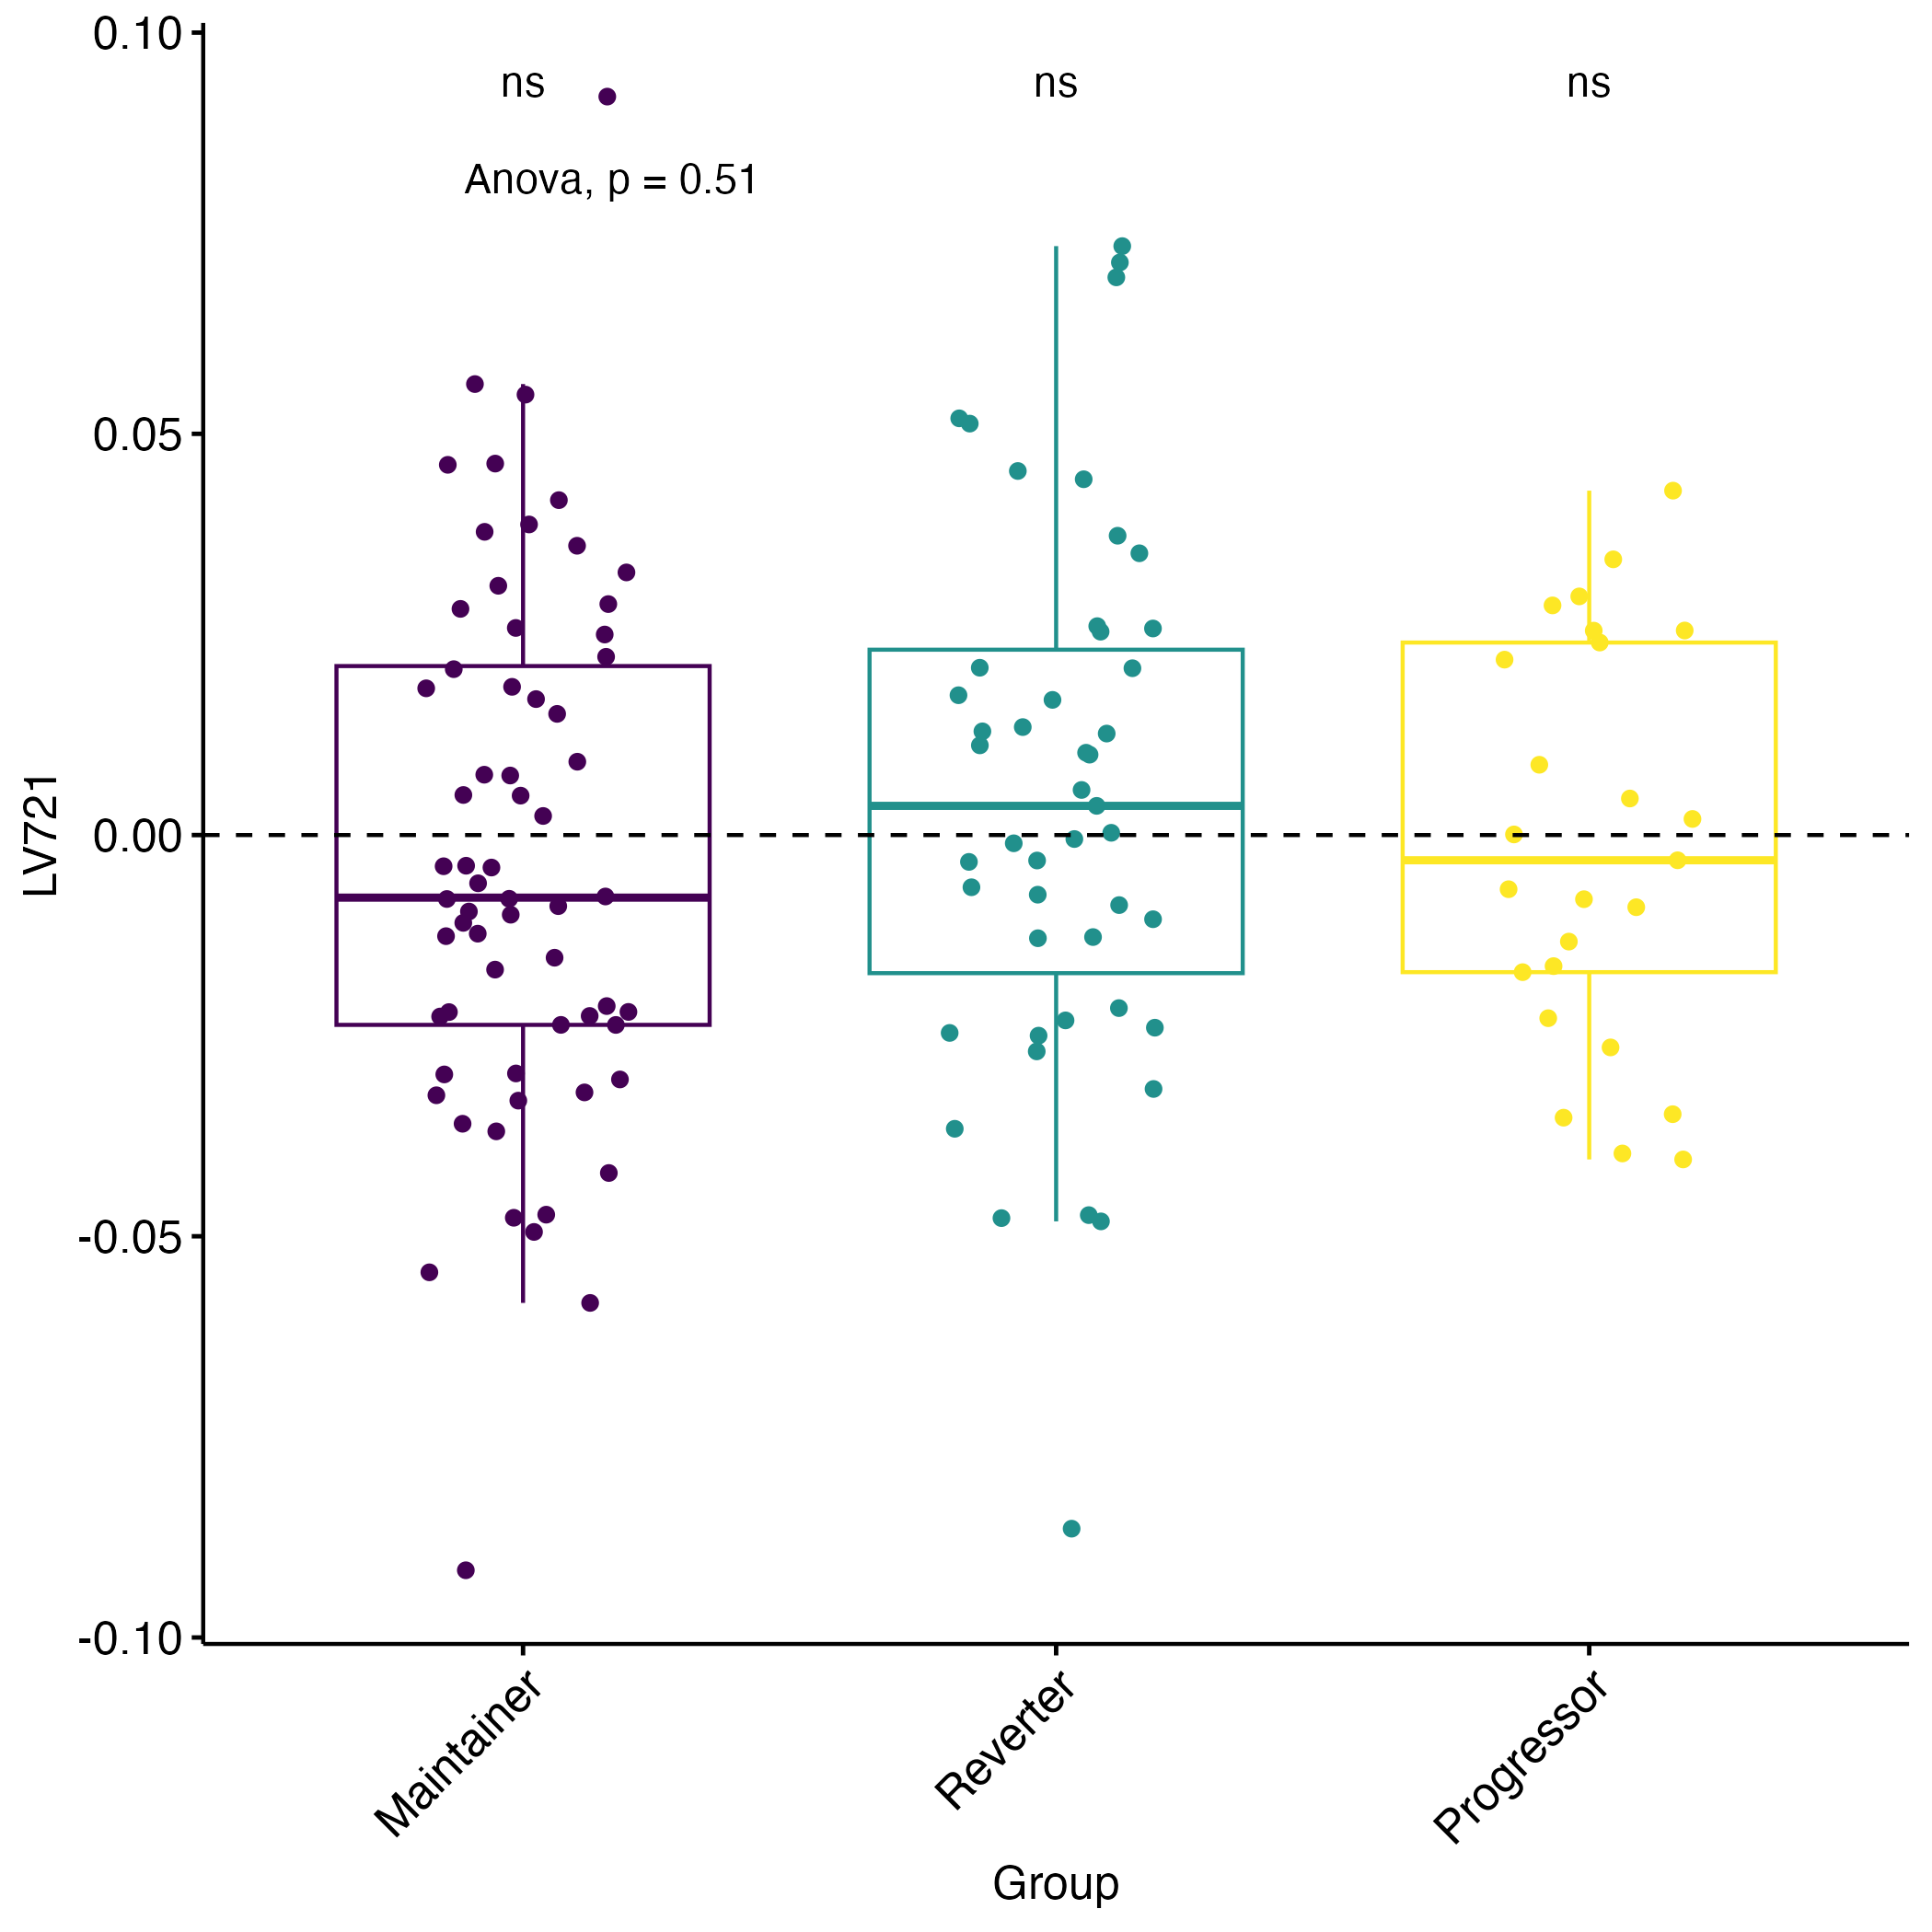 0.10
ns ns ns
Anova, p = 0.51
0.05
0.00
-0.05
-0.10
LV721
Maintainer
Reverter
Progressor
Group